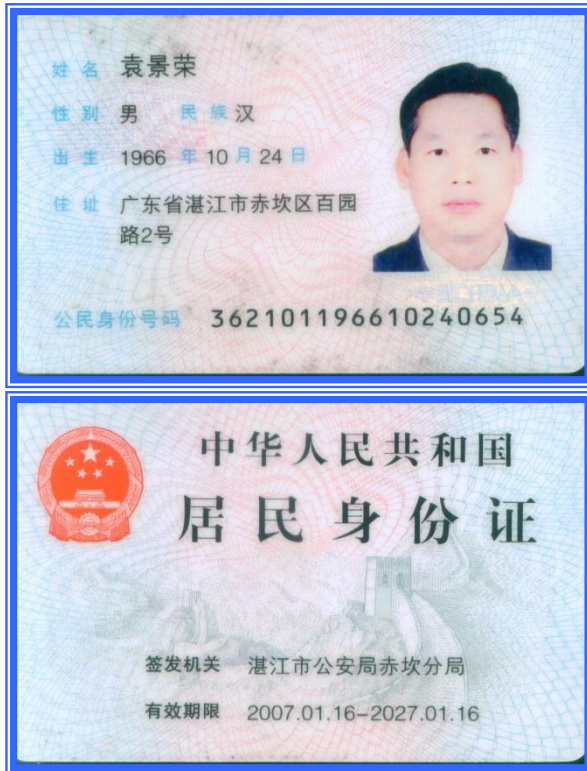 姓名 袁景荣
性别 男 民族 汉
出生 1966 年 10 月 24 日
住址 广东省湛江市赤坎区百园
路2号
公民身份号码 362101196610240654
中华人民共和国
居民身份证
签发机关 湛江市公安局赤坎分局
有效期限 2007.01.16-2027.01.16